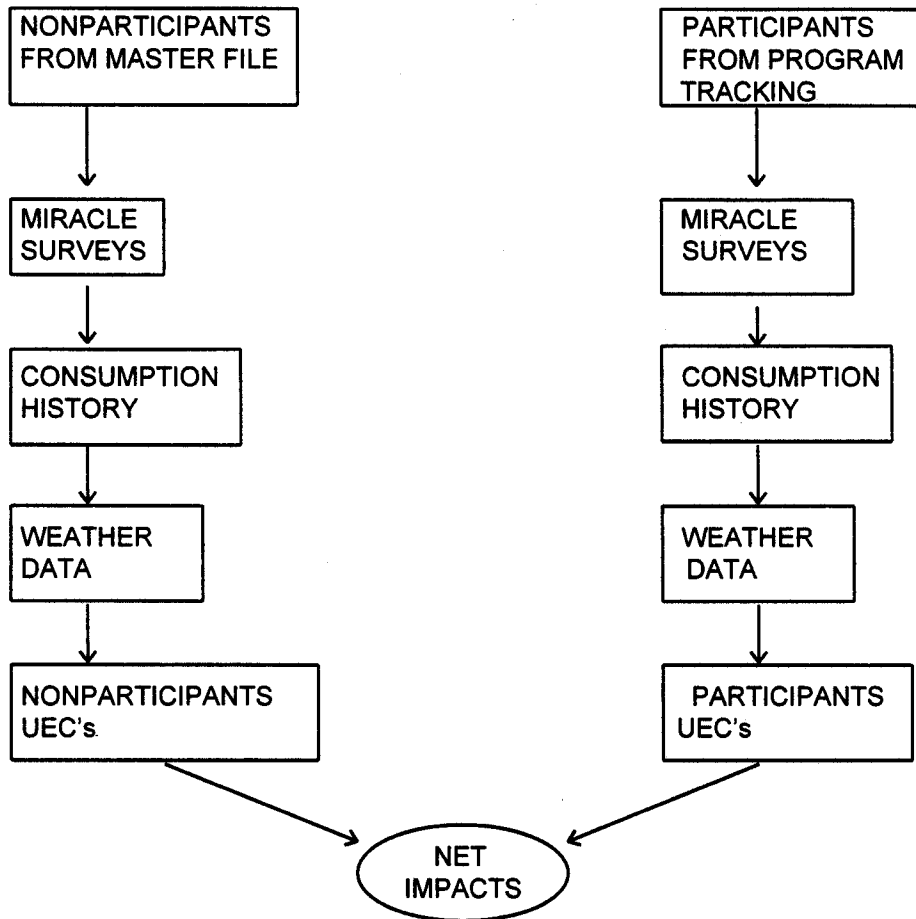 NONPARTICIPANTS
FROM MASTER FILE
MIRACLE
SURVEYS
CONSUMPTION
HISTORY
WEATHER
DATA
NONPARTICIPANTS
UEC's
PARTICIPANTS
FROM PROGRAM
TRACKING
MIRACLE
SURVEYS
CONSUMPTION
HISTORY
WEATHER
DATA
PARTICIPANTS
UEC's
NET
IMPACTS